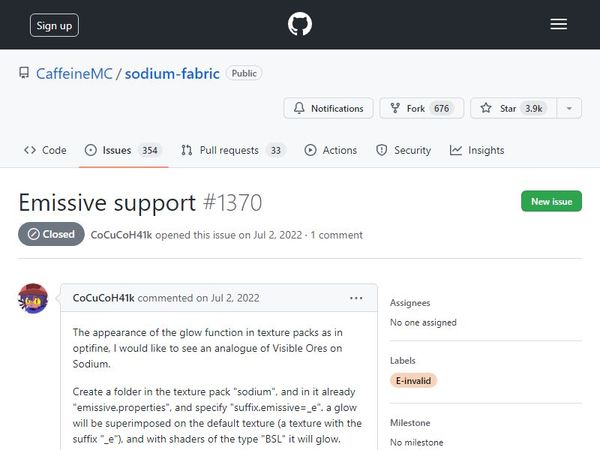 Sign up
CaffeineMC / sodium-fabric Public
Notifications Fork 676 Star 3.9k
Code Issues 354 Pull requests 33 Actions Security Insights
Emissive support #1370
New issue
Closed CoCuCoH41k opened this issue on Jul 2, 2022 · 1 comment
CoCuCoH41k commented on Jul 2, 2022 ···
The appearance of the glow function in texture packs as in
optifine, I would like to see an analogue of Visible Ores on
Sodium.
Create a folder in the texture pack "sodium", and in it already
"emissive.properties", and specify "suffix.emissive=_e", a glow
will be superimposed on the default texture (a texture with the
suffix "_e"), and with shaders of the type "BSL" it will glow.
Assignees
No one assigned
Labels
E-invalid
Milestone
No milestone